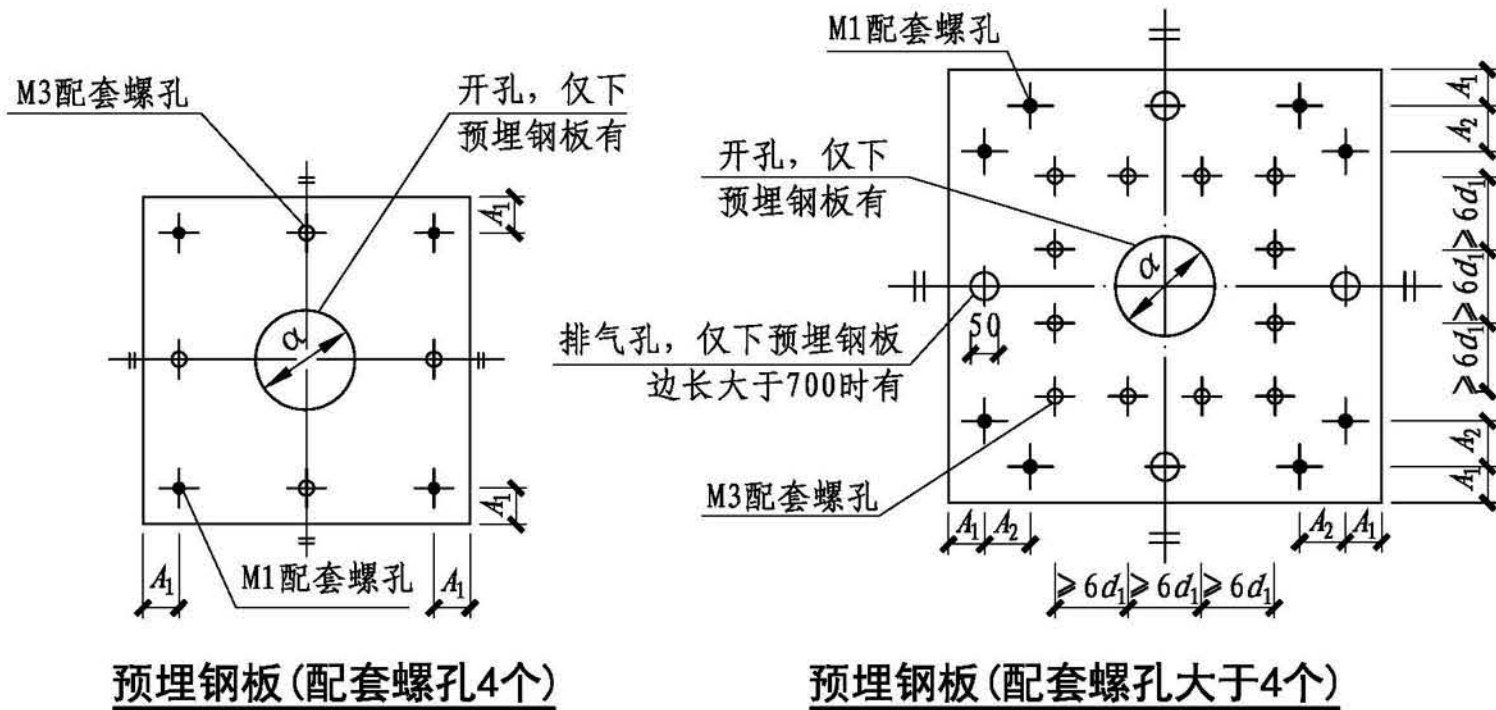 M3配套螺孔
开孔，仅下
预埋钢板有
A₁
α
A₁
A₁
M1配套螺孔
A₁
预埋钢板(配套螺孔4个)
M1配套螺孔
A₁
A₂
开孔，仅下
预埋钢板有
≥6d₁
α
≥6d₁
50
排气孔，仅下预埋钢板
边长大于700时有
≥6d₁
A₂
A₁
M3配套螺孔
A₁ A₂ A₂ A₁
≥6d₁ ≥6d₁ ≥6d₁
预埋钢板(配套螺孔大于4个)